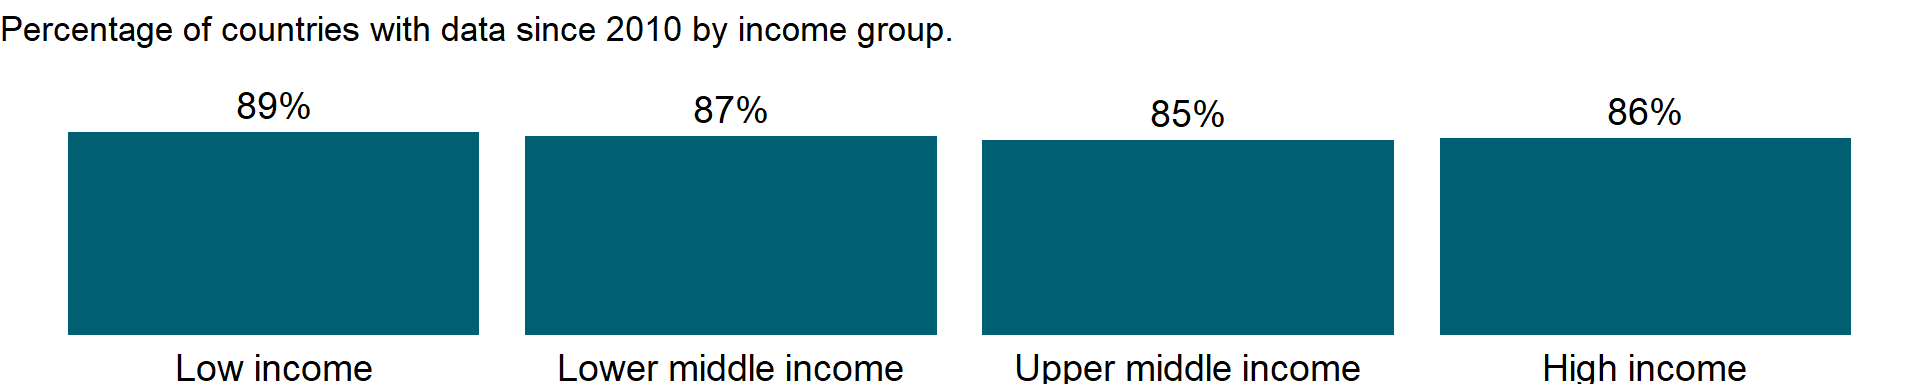 Percentage of countries with data since 2010 by income group.
89%
87%
85%
86%
Low income
Lower middle income
Upper middle income
High income